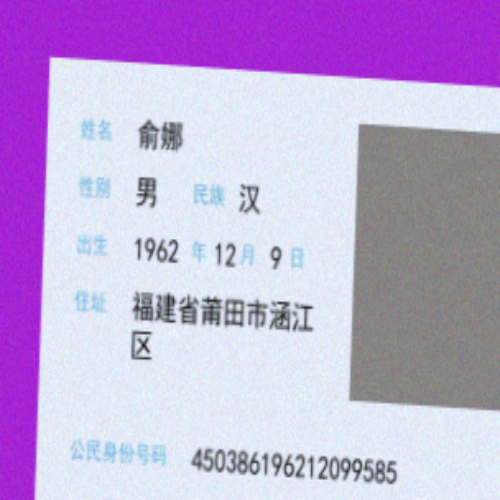 姓名 俞娜
性别 男 民族 汉
出生 1962 年 12 月 9 日
住址 福建省莆田市涵江
区
公民身份号码 450386196212099585